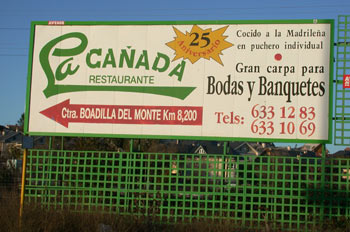 La CAÑADA
RESTAURANTE
25
Aniversario
Cocido a la Madrileña
en puchero individual
Gran carpa para
Bodas y Banquetes
Ctra. BOADILLA DEL MONTE Km 8,200
Tels: 633 12 83
633 10 69